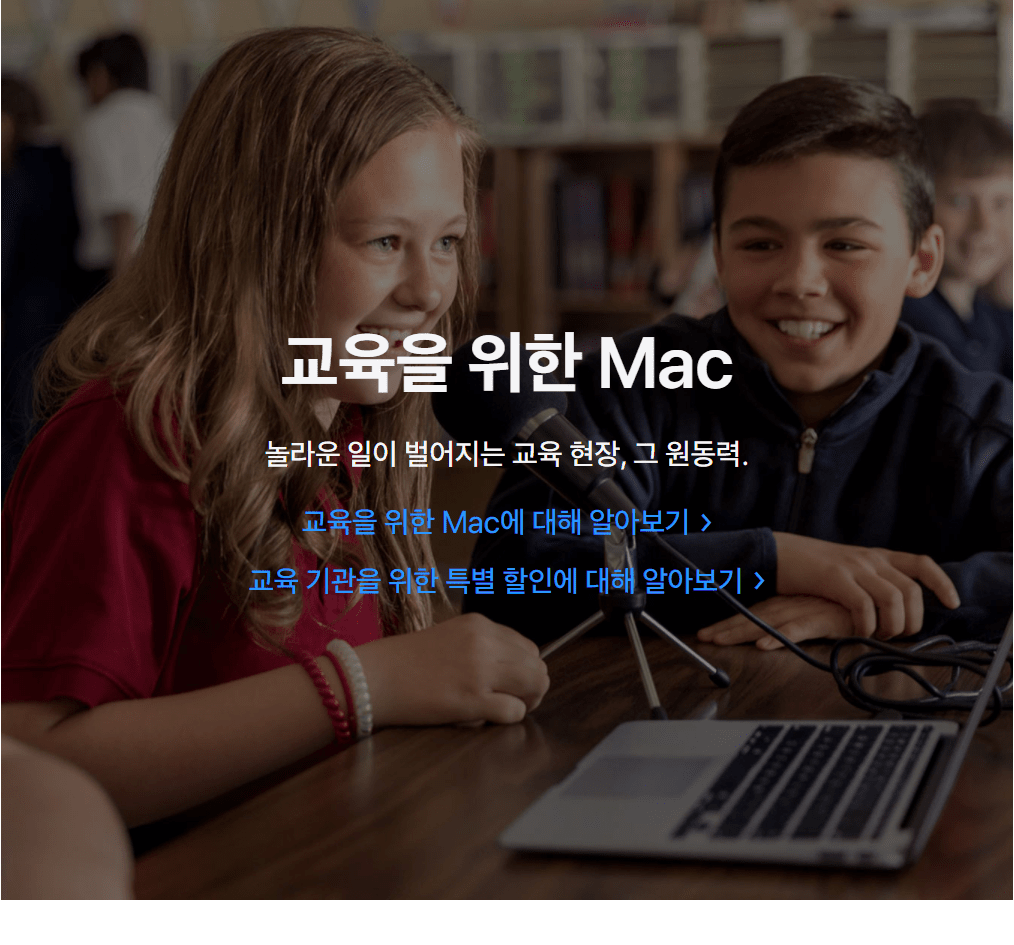 교육을 위한 Mac
놀라운 일이 벌어지는 교육 현장, 그 원동력.
교육을 위한 Mac에 대해 알아보기 >
교육 기관을 위한 특별 할인에 대해 알아보기 >